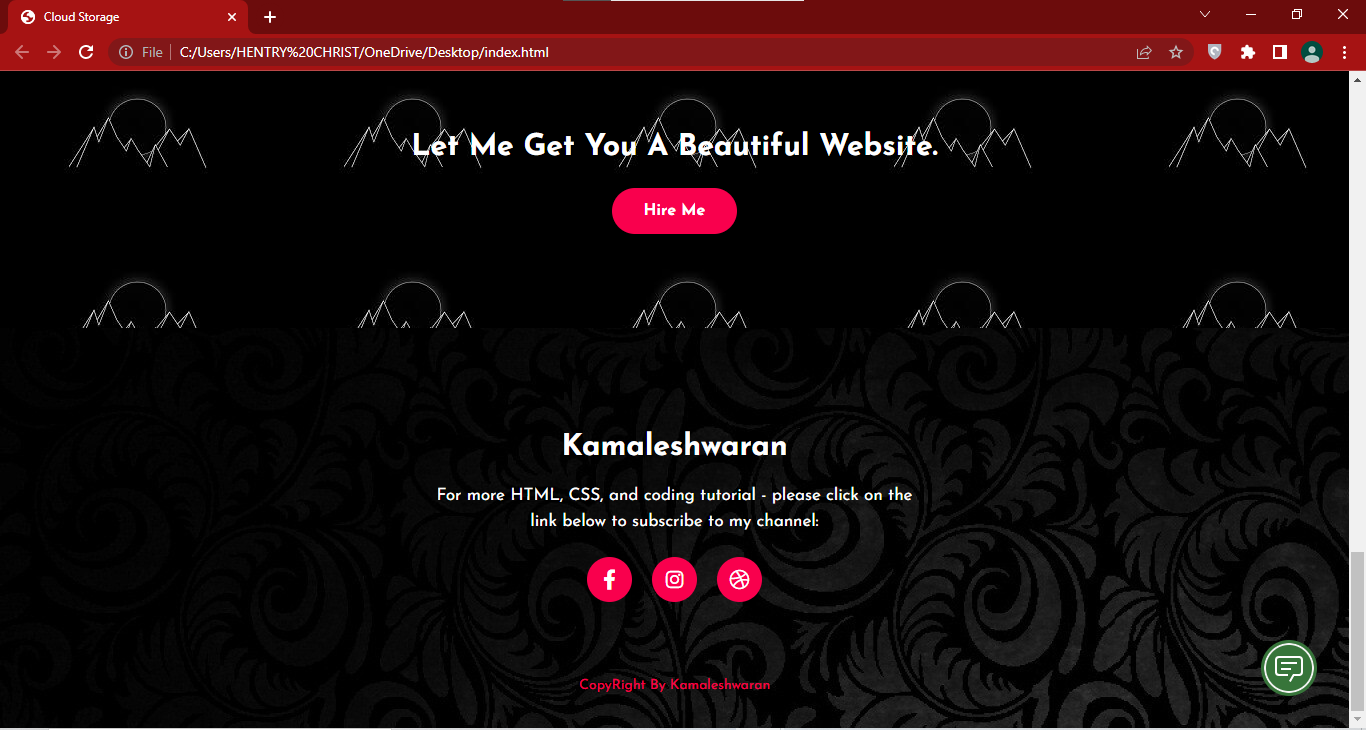 Cloud Storage
File
C:/Users/HENTRY%20CHRIST/OneDrive/Desktop/index.html
Let Me Get You A Beautiful Website.
Hire Me
Kamaleshwaran
For more HTML, CSS, and coding tutorial - please click on the
link below to subscribe to my channel:
CopyRight By Kamaleshwaran